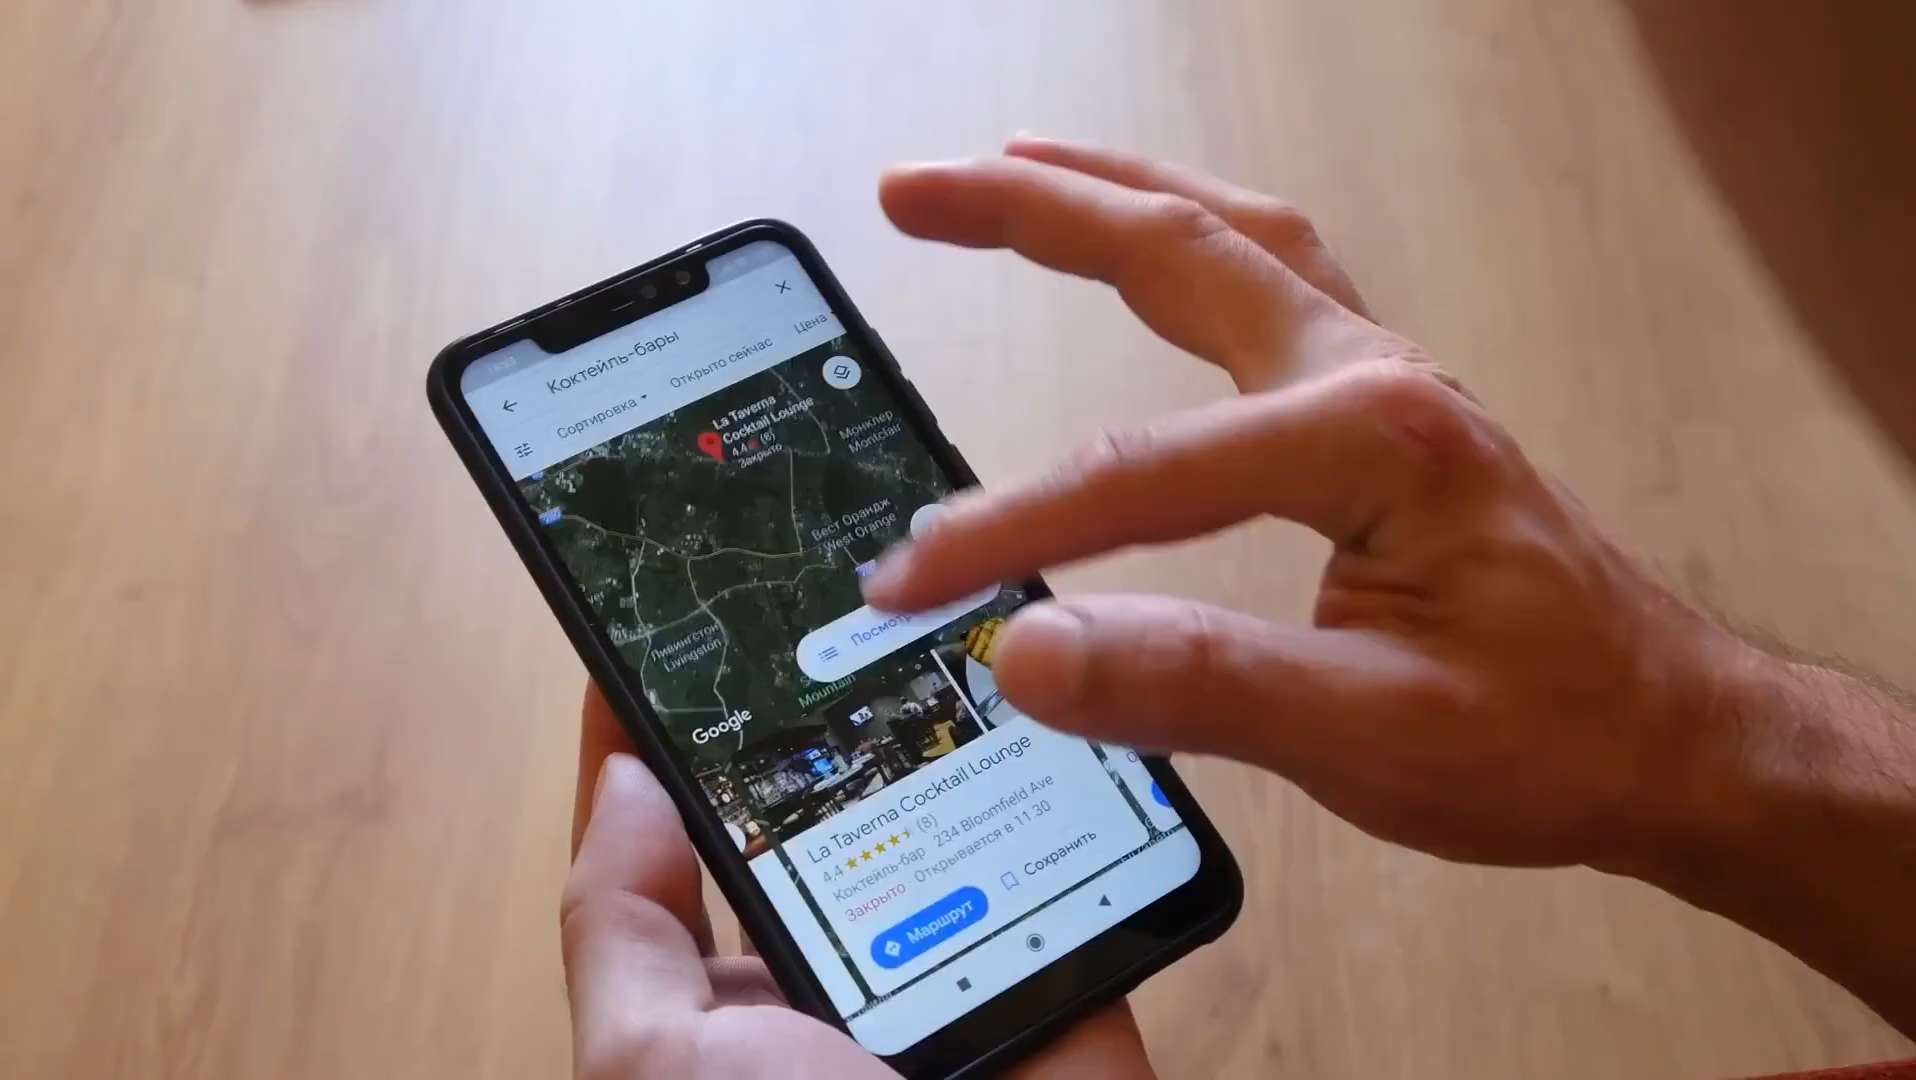 Коктейль-бары
Сортировка
Открыто сейчас
Цена
La Taverna
Cocktail Lounge
4,4 (8)
Закрыто
Монклер
Montclair
Вест Орандж
West Orange
Ливингстон
Livingston
Mountain
Google
La Taverna Cocktail Lounge
4,4 (8)
Коктейль-бар · 234 Bloomfield Ave
Закрыто · Открывается в 11:30
Маршрут
Сохранить